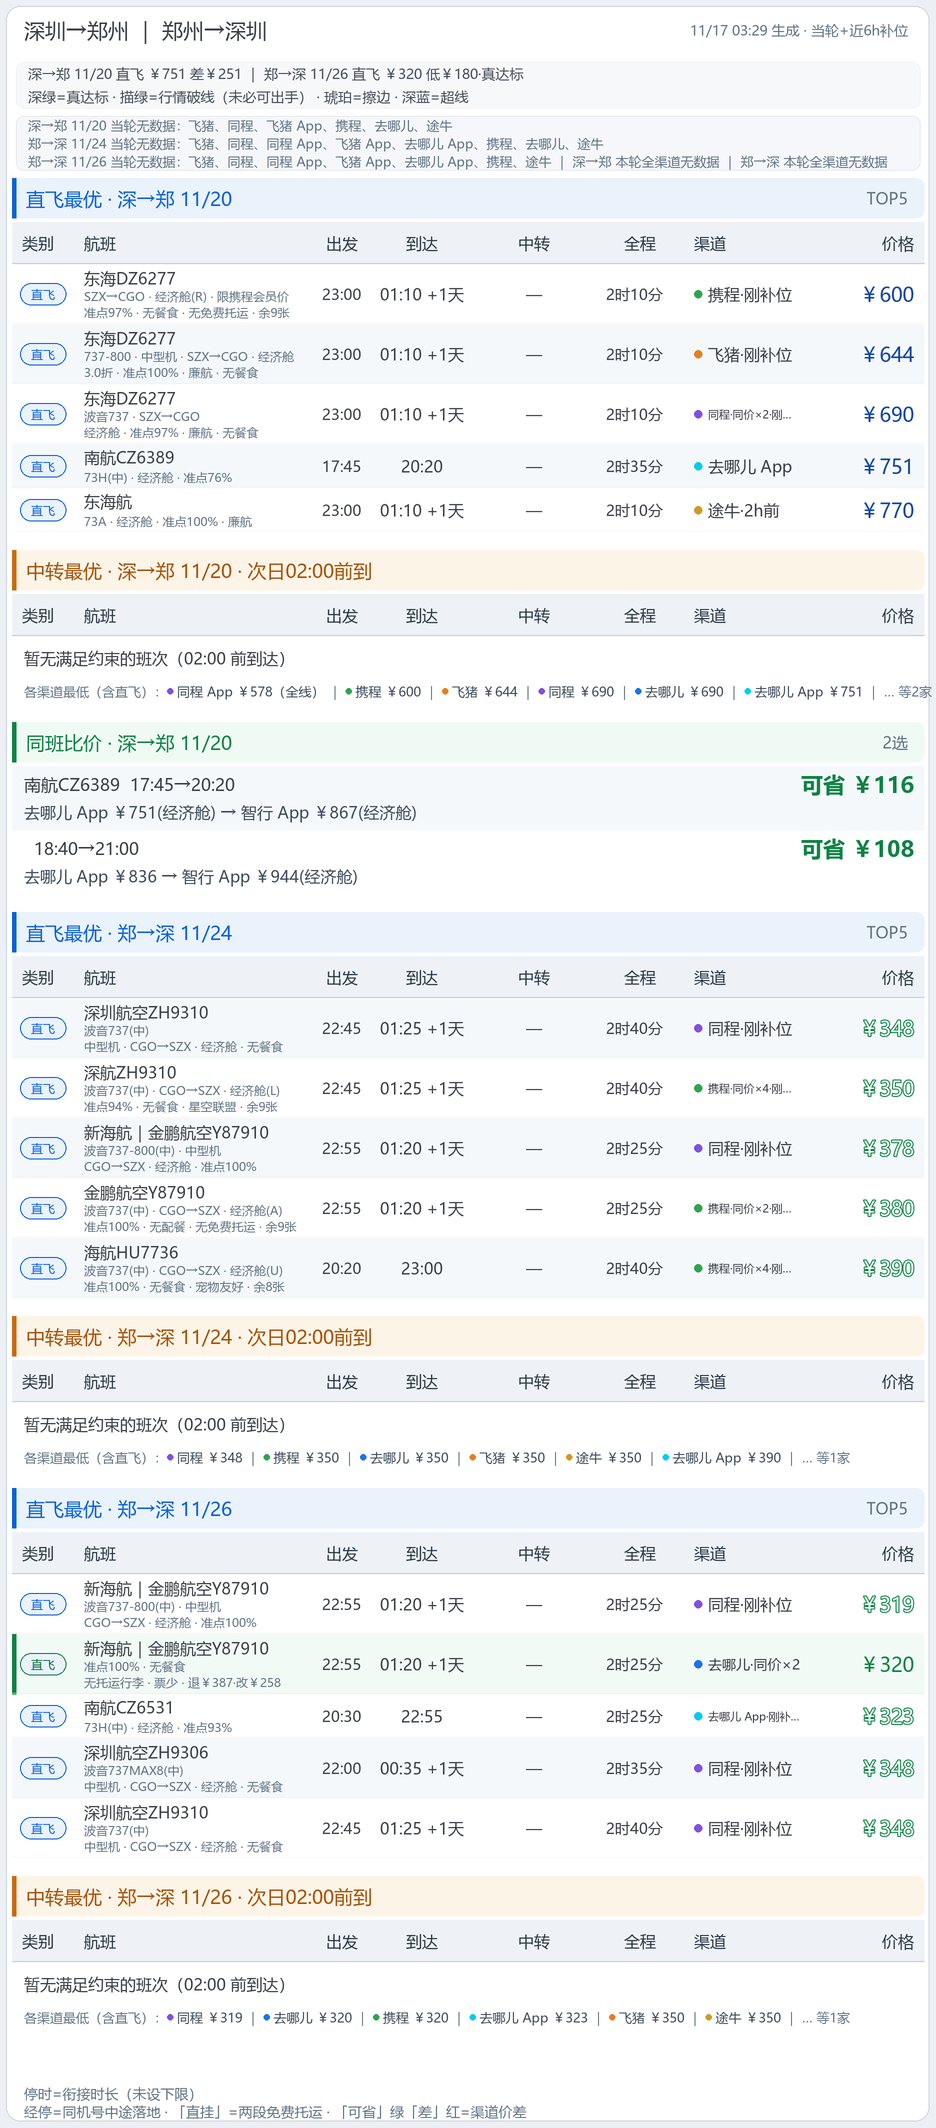 深圳→郑州 | 郑州→深圳
11/17 03:29 生成 · 当轮+近6h补位
深→郑 11/20 直飞 ¥751 差¥251 | 郑→深 11/26 直飞 ¥320 低¥180·真达标
深绿=真达标 · 描绿=行情破线（未必可出手） · 琥珀=擦边 · 深蓝=超线
深→郑 11/20 当轮无数据：飞猪、同程、飞猪 App、携程、去哪儿、途牛
郑→深 11/24 当轮无数据：飞猪、同程、同程 App、飞猪 App、去哪儿 App、携程、去哪儿、途牛
郑→深 11/26 当轮无数据：飞猪、同程、同程 App、飞猪 App、去哪儿 App、携程、途牛 | 深→郑 本轮全渠道无数据 | 郑→深 本轮全渠道无数据
直飞最优 · 深→郑 11/20 TOP5
类别 航班 出发 到达 中转 全程 渠道 价格
东海DZ6277
直飞 SZX→CGO · 经济舱(R) · 限携程会员价 23:00 01:10 +1天 — 2时10分 携程·刚补位 ¥600
准点97% · 无餐食 · 无免费托运 · 余9张
东海DZ6277
直飞 737-800 · 中型机 · SZX→CGO · 经济舱 23:00 01:10 +1天 — 2时10分 飞猪·刚补位 ¥644
3.0折 · 准点100% · 廉航 · 无餐食
东海DZ6277
直飞 波音737 · SZX→CGO 23:00 01:10 +1天 — 2时10分 同程·同价×2·刚... ¥690
经济舱 · 准点97% · 廉航 · 无餐食
南航CZ6389
直飞 73H(中) · 经济舱 · 准点76% 17:45 20:20 — 2时35分 去哪儿 App ¥751
东海航
直飞 73A · 经济舱 · 准点100% · 廉航 23:00 01:10 +1天 — 2时10分 途牛·2h前 ¥770
中转最优 · 深→郑 11/20 · 次日02:00前到
类别 航班 出发 到达 中转 全程 渠道 价格
暂无满足约束的班次（02:00 前到达）
各渠道最低（含直飞）: 同程 App ¥578（全线） | 携程 ¥600 | 飞猪 ¥644 | 同程 ¥690 | 去哪儿 ¥690 | 去哪儿 App ¥751 | ... 等2家
同班比价 · 深→郑 11/20 2选
南航CZ6389 17:45→20:20 可省 ¥116
去哪儿 App ¥751(经济舱) → 智行 App ¥867(经济舱)
18:40→21:00 可省 ¥108
去哪儿 App ¥836 → 智行 App ¥944(经济舱)
直飞最优 · 郑→深 11/24 TOP5
类别 航班 出发 到达 中转 全程 渠道 价格
深圳航空ZH9310
直飞 波音737(中) 22:45 01:25 +1天 — 2时40分 同程·刚补位 ¥348
中型机 · CGO→SZX · 经济舱 · 无餐食
深航ZH9310
直飞 波音737(中) · CGO→SZX · 经济舱(L) 22:45 01:25 +1天 — 2时40分 携程·同价×4·刚... ¥350
准点94% · 无餐食 · 星空联盟 · 余9张
新海航 | 金鹏航空Y87910
直飞 波音737-800(中) · 中型机 22:55 01:20 +1天 — 2时25分 同程·刚补位 ¥378
CGO→SZX · 经济舱 · 准点100%
金鹏航空Y87910
直飞 波音737(中) · CGO→SZX · 经济舱(A) 22:55 01:20 +1天 — 2时25分 携程·同价×2·刚... ¥380
准点100% · 无配餐 · 无免费托运 · 余9张
海航HU7736
直飞 波音737(中) · CGO→SZX · 经济舱(U) 20:20 23:00 — 2时40分 携程·同价×4·刚... ¥390
准点100% · 无餐食 · 宠物友好 · 余8张
中转最优 · 郑→深 11/24 · 次日02:00前到
类别 航班 出发 到达 中转 全程 渠道 价格
暂无满足约束的班次（02:00 前到达）
各渠道最低（含直飞）: 同程 ¥348 | 携程 ¥350 | 去哪儿 ¥350 | 飞猪 ¥350 | 途牛 ¥350 | 去哪儿 App ¥390 | ... 等1家
直飞最优 · 郑→深 11/26 TOP5
类别 航班 出发 到达 中转 全程 渠道 价格
新海航 | 金鹏航空Y87910
直飞 波音737-800(中) · 中型机 22:55 01:20 +1天 — 2时25分 同程·刚补位 ¥319
CGO→SZX · 经济舱 · 准点100%
新海航 | 金鹏航空Y87910
直飞 准点100% · 无餐食 22:55 01:20 +1天 — 2时25分 去哪儿·同价×2 ¥320
无托运行李 · 票少 · 退¥387·改¥258
南航CZ6531
直飞 73H(中) · 经济舱 · 准点93% 20:30 22:55 — 2时25分 去哪儿 App·刚补... ¥323
深圳航空ZH9306
直飞 波音737MAX8(中) 22:00 00:35 +1天 — 2时35分 同程·刚补位 ¥348
中型机 · CGO→SZX · 经济舱 · 无餐食
深圳航空ZH9310
直飞 波音737(中) 22:45 01:25 +1天 — 2时40分 同程·刚补位 ¥348
中型机 · CGO→SZX · 经济舱 · 无餐食
中转最优 · 郑→深 11/26 · 次日02:00前到
类别 航班 出发 到达 中转 全程 渠道 价格
暂无满足约束的班次（02:00 前到达）
各渠道最低（含直飞）: 同程 ¥319 | 去哪儿 ¥320 | 携程 ¥320 | 去哪儿 App ¥323 | 飞猪 ¥350 | 途牛 ¥350 | ... 等1家
停时=衔接时长（未设下限）
经停=同机号中途落地 · 「直挂」=两段免费托运 · 「可省」绿「差」红=渠道价差